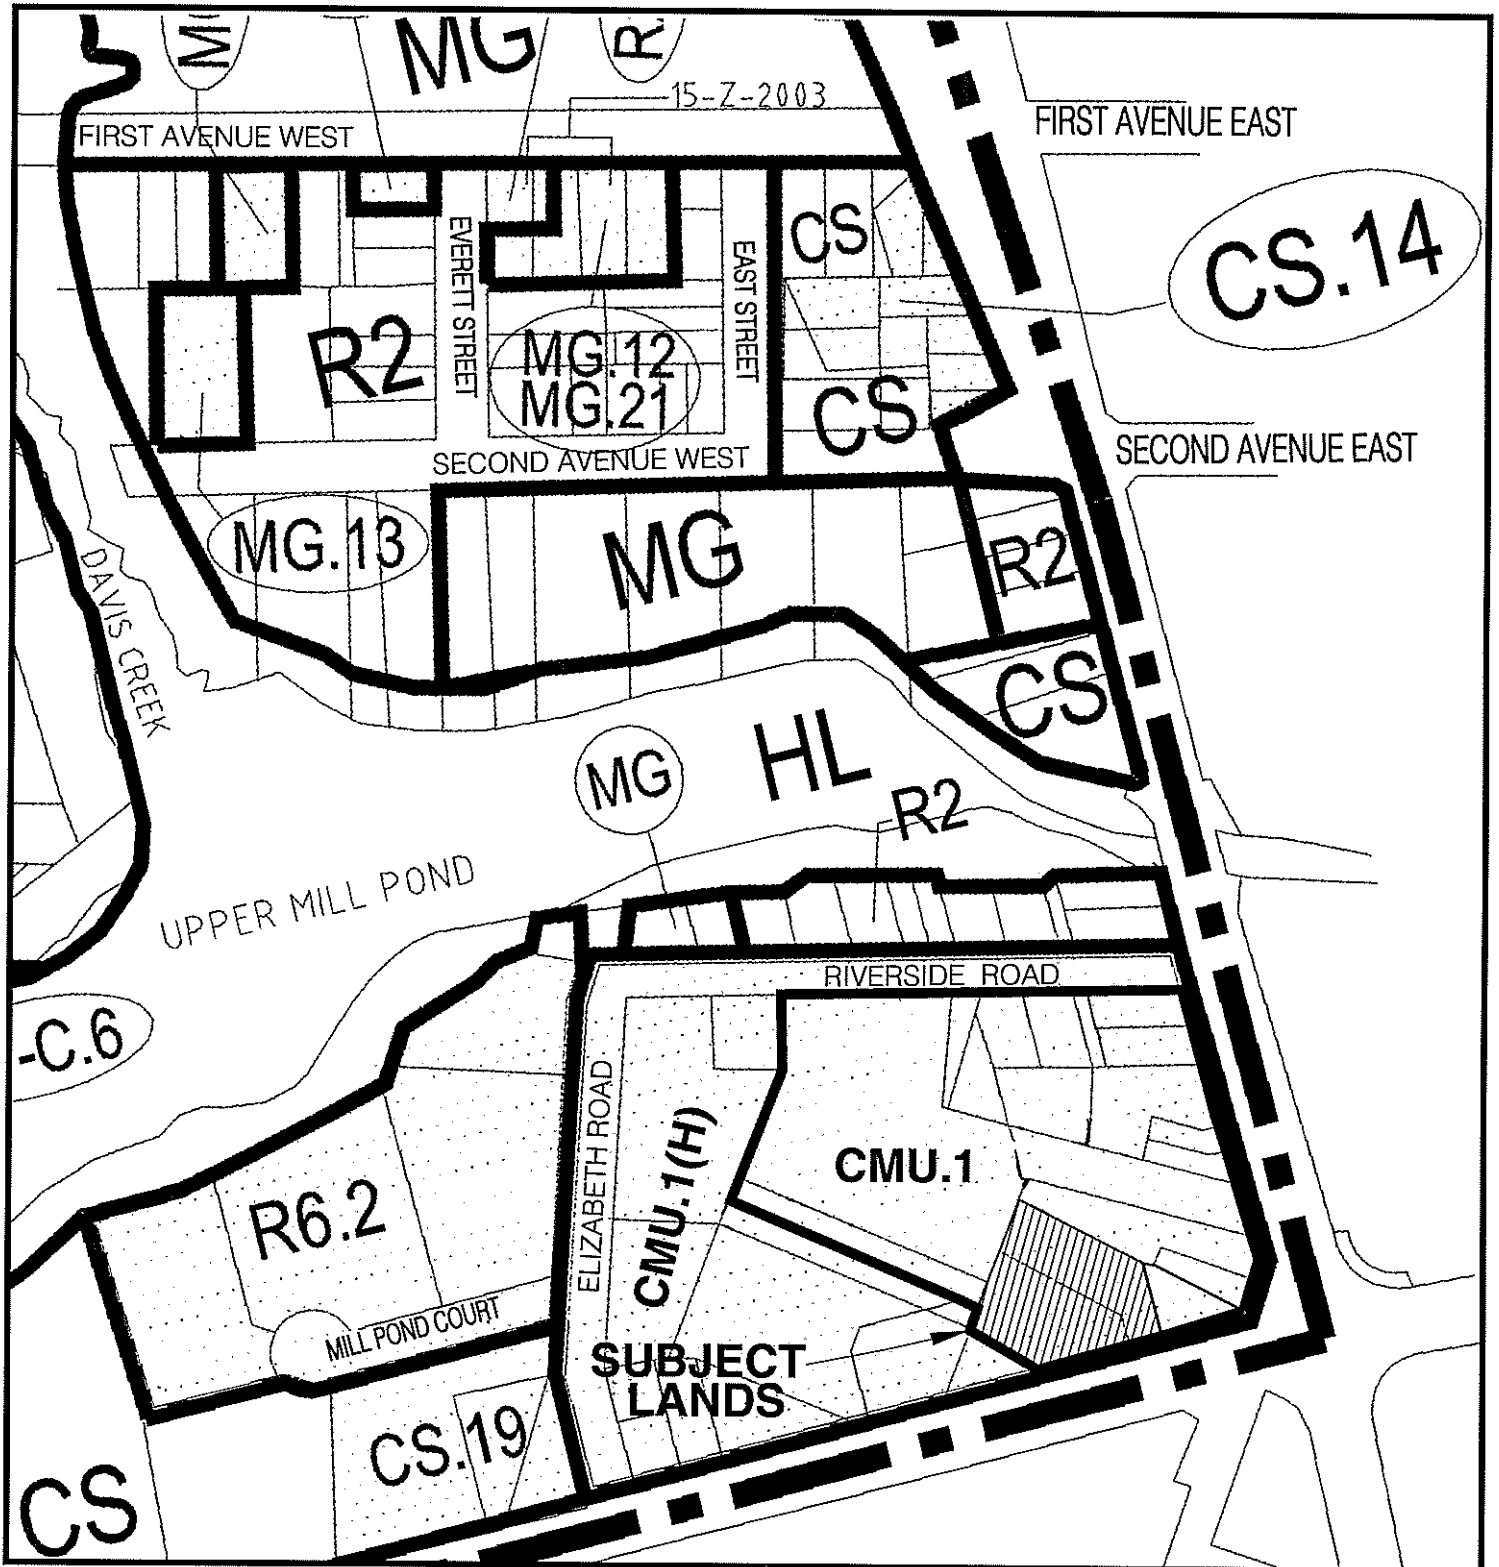 MG
15-Z-2003
FIRST AVENUE WEST
FIRST AVENUE EAST
CS
CS.14
EVERETT STREET
EAST STREET
R2
MG.12
MG.21
CS
SECOND AVENUE WEST
SECOND AVENUE EAST
MG.13
MG
R2
DAVIS CREEK
CS
MG
HL
R2
UPPER MILL POND
RIVERSIDE ROAD
-C.6
ELIZABETH ROAD
CMU.1(H)
CMU.1
R6.2
MILL POND COURT
SUBJECT
LANDS
CS.19
CS